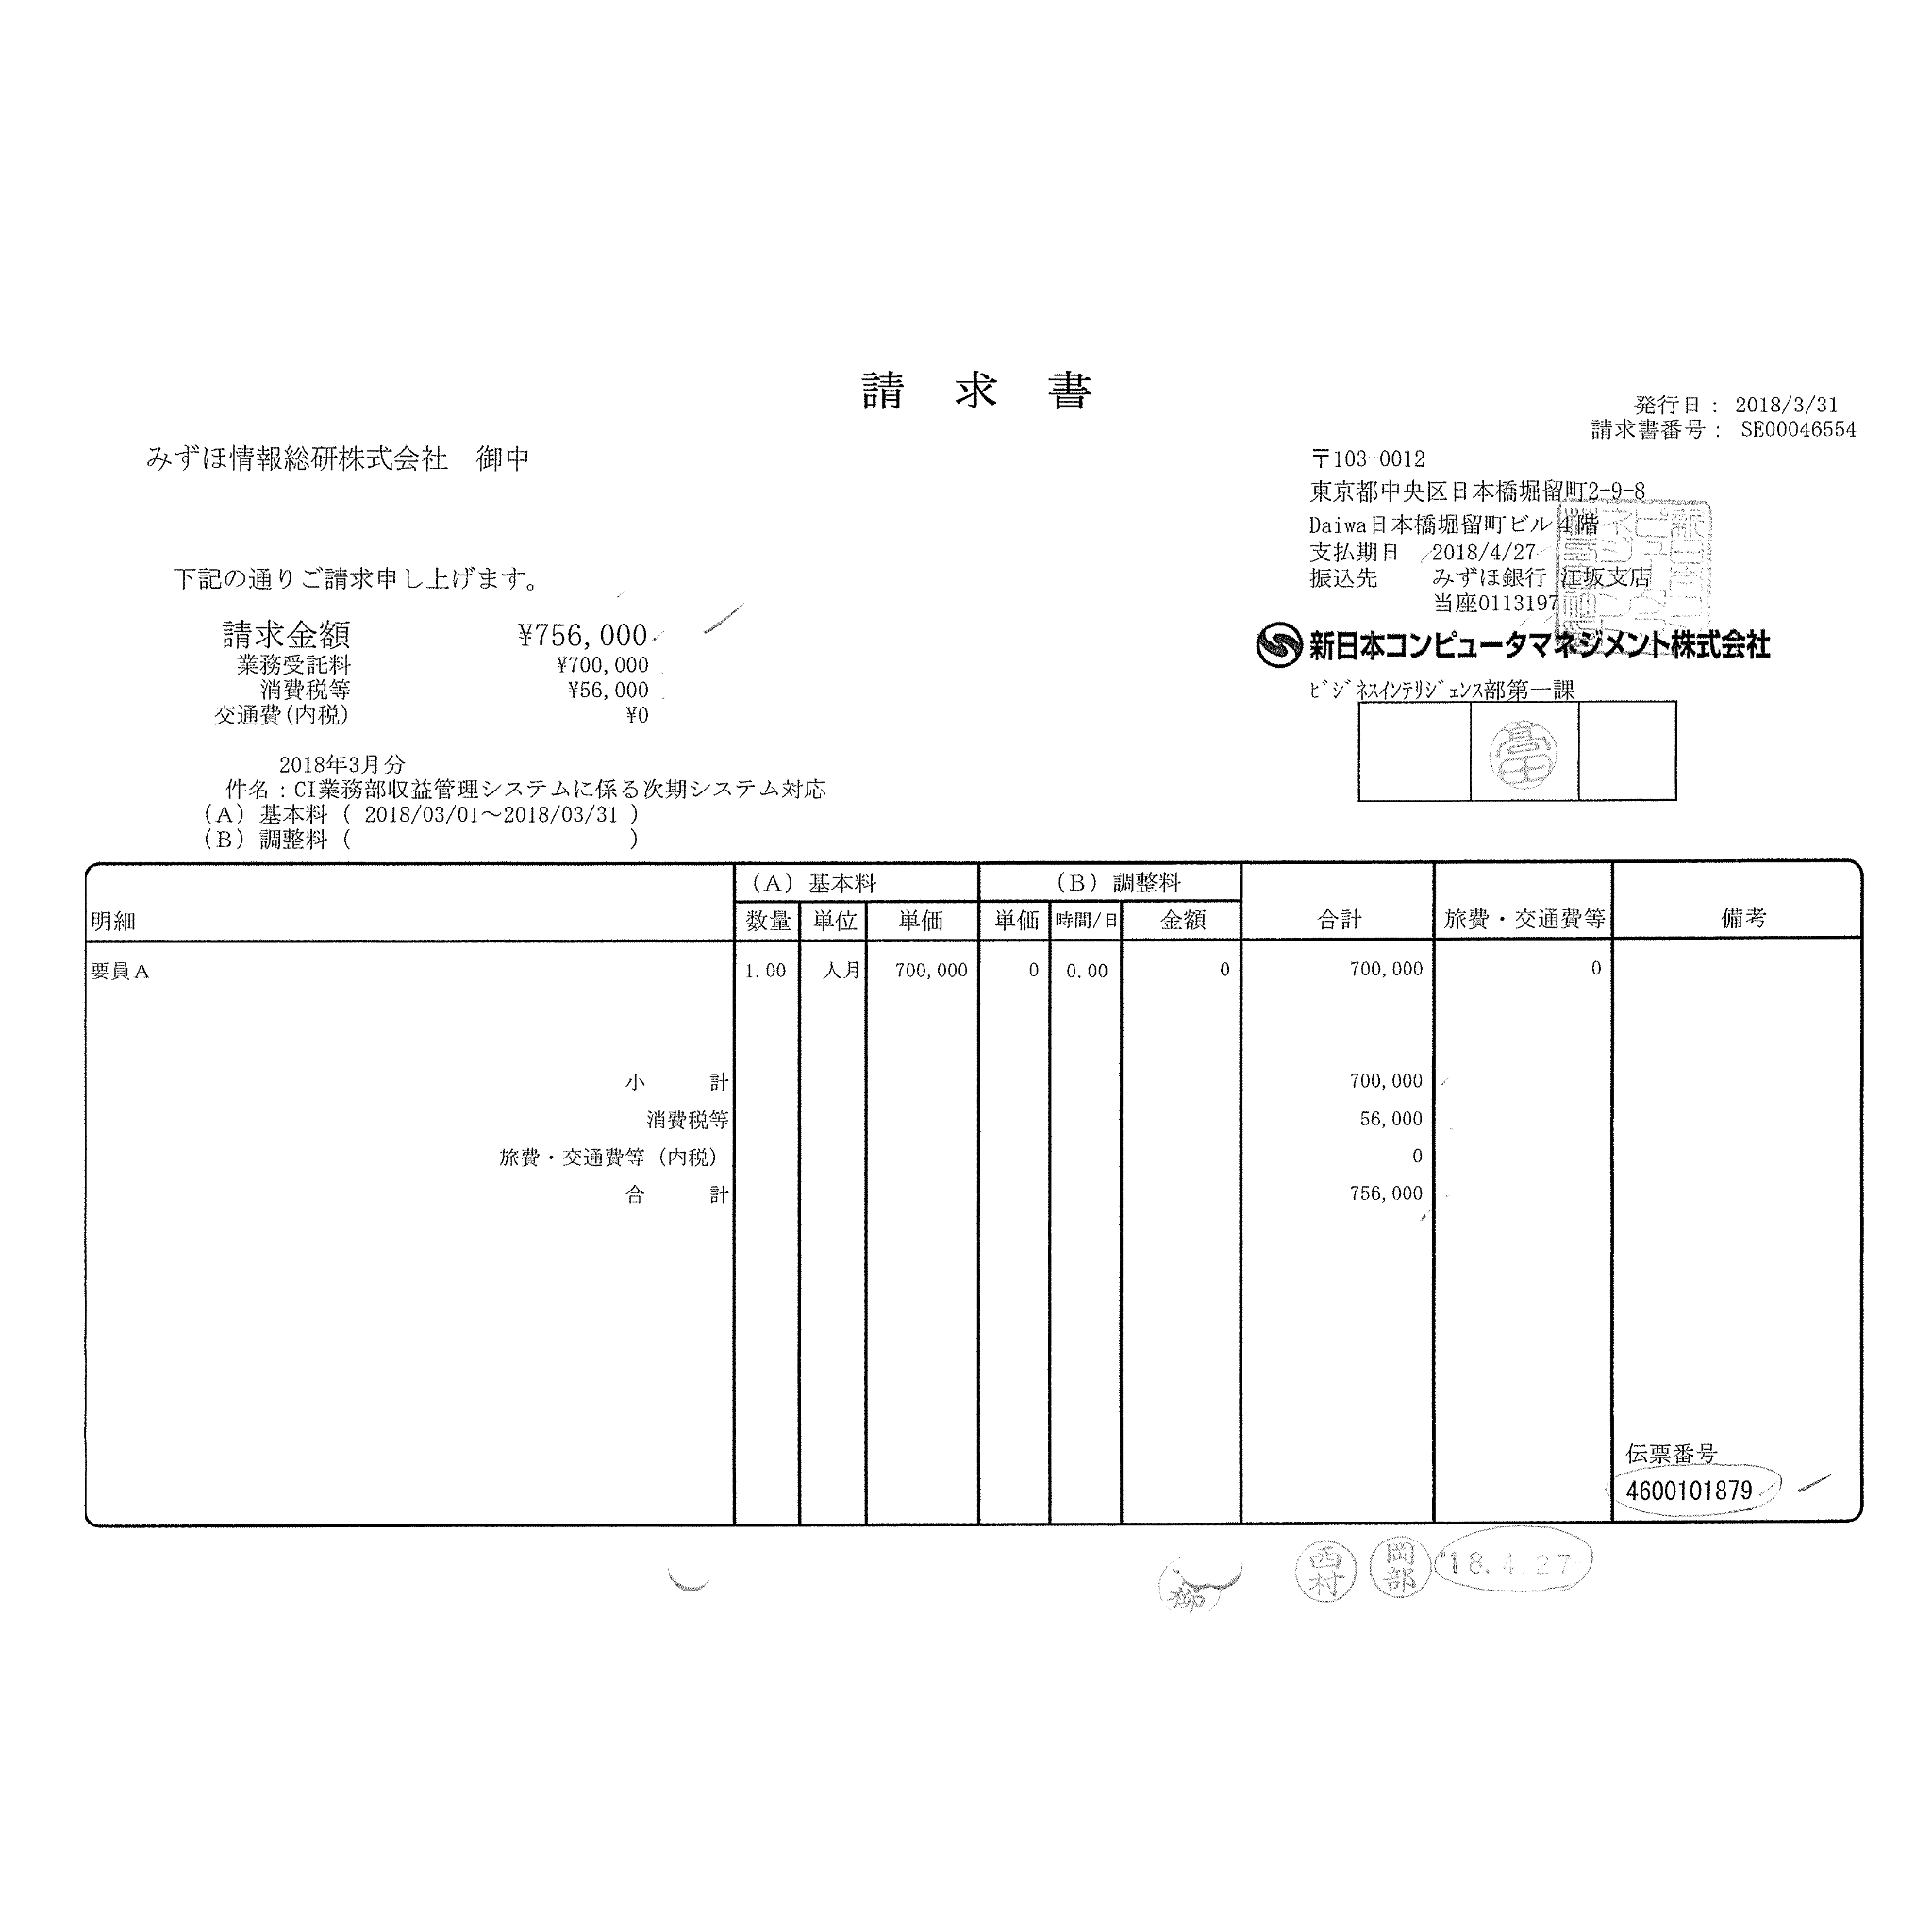 請 求 書
発行日： 2018/3/31
請求書番号： SE00046554
みずほ情報総研株式会社　御中
〒103-0012
東京都中央区日本橋堀留町2-9-8
Daiwa日本橋堀留町ビル4階
支払期日 2018/4/27
振込先 みずほ銀行 江坂支店
当座0113197
新日本コンピュータマネジメント株式会社
ﾋﾞｼﾞﾈｽｲﾝﾃﾘｼﾞｪﾝｽ部第一課
下記の通りご請求申し上げます。
請求金額 ¥756,000
業務受託料 ¥700,000
消費税等 ¥56,000
交通費(内税) ¥0
2018年3月分
件名：CI業務部収益管理システムに係る次期システム対応
（A）基本料（ 2018/03/01～2018/03/31 ）
（B）調整料（ ）
明細 （A）基本料 （B）調整料 合計 旅費・交通費等 備考
数量 単位 単価 単価 時間/日 金額
要員A 1.00 人月 700,000 0 0.00 0 700,000 0
小　計 700,000
消費税等 56,000
旅費・交通費等（内税） 0
合　計 756,000
伝票番号
4600101879
柳 西村 岡部 '18.4.27